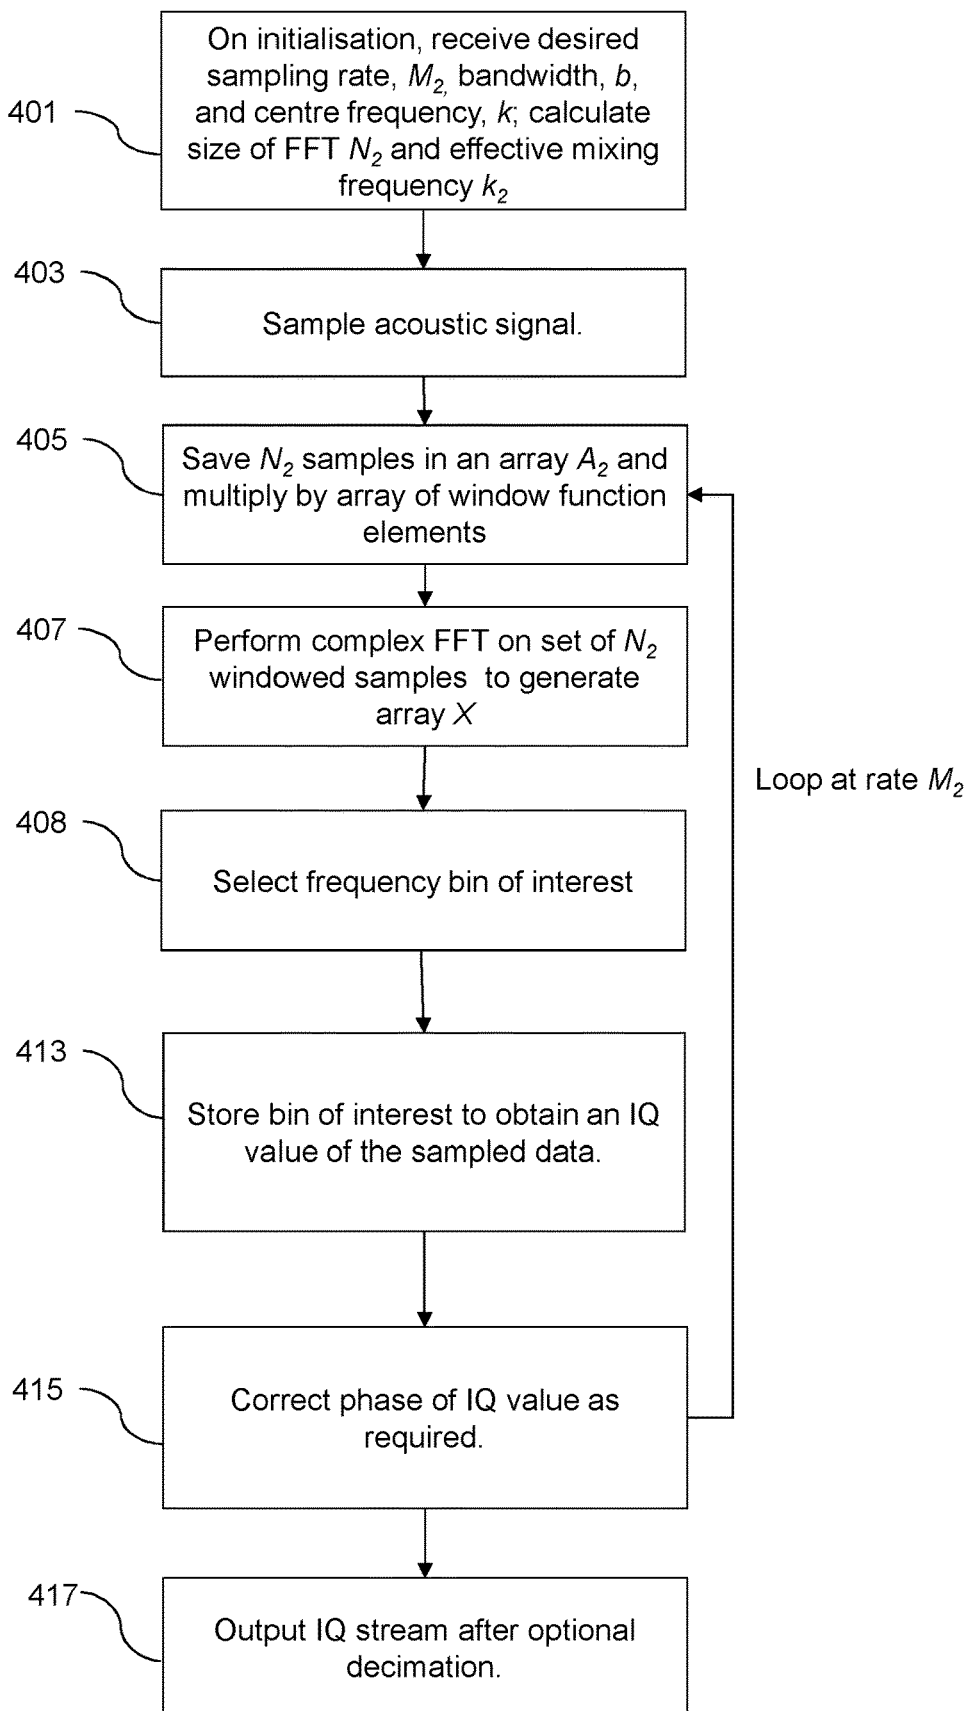 On initialisation, receive desired
sampling rate, M₂, bandwidth, b,
and centre frequency, k; calculate
size of FFT N₂ and effective mixing
frequency k₂
401
403
Sample acoustic signal.
405
Save N₂ samples in an array A₂ and
multiply by array of window function
elements
407
Perform complex FFT on set of N₂
windowed samples to generate
array X
Loop at rate M₂
408
Select frequency bin of interest
413
Store bin of interest to obtain an IQ
value of the sampled data.
415
Correct phase of IQ value as
required.
417
Output IQ stream after optional
decimation.